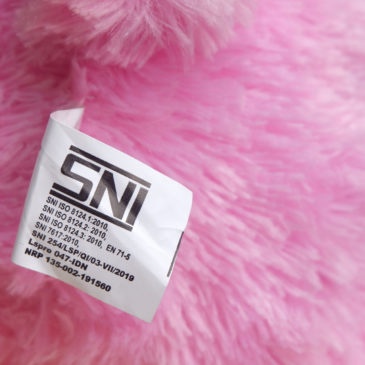 SNI
SNI ISO 8124.1:2010,
SNI ISO 8124.2: 2010,
SNI ISO 8124.3: 2010, EN 71-5
SNI 7617:2010,
SNI 254/LSP/QI/03-VII/2019
Lspro 047-IDN
NRP 135-002-191560